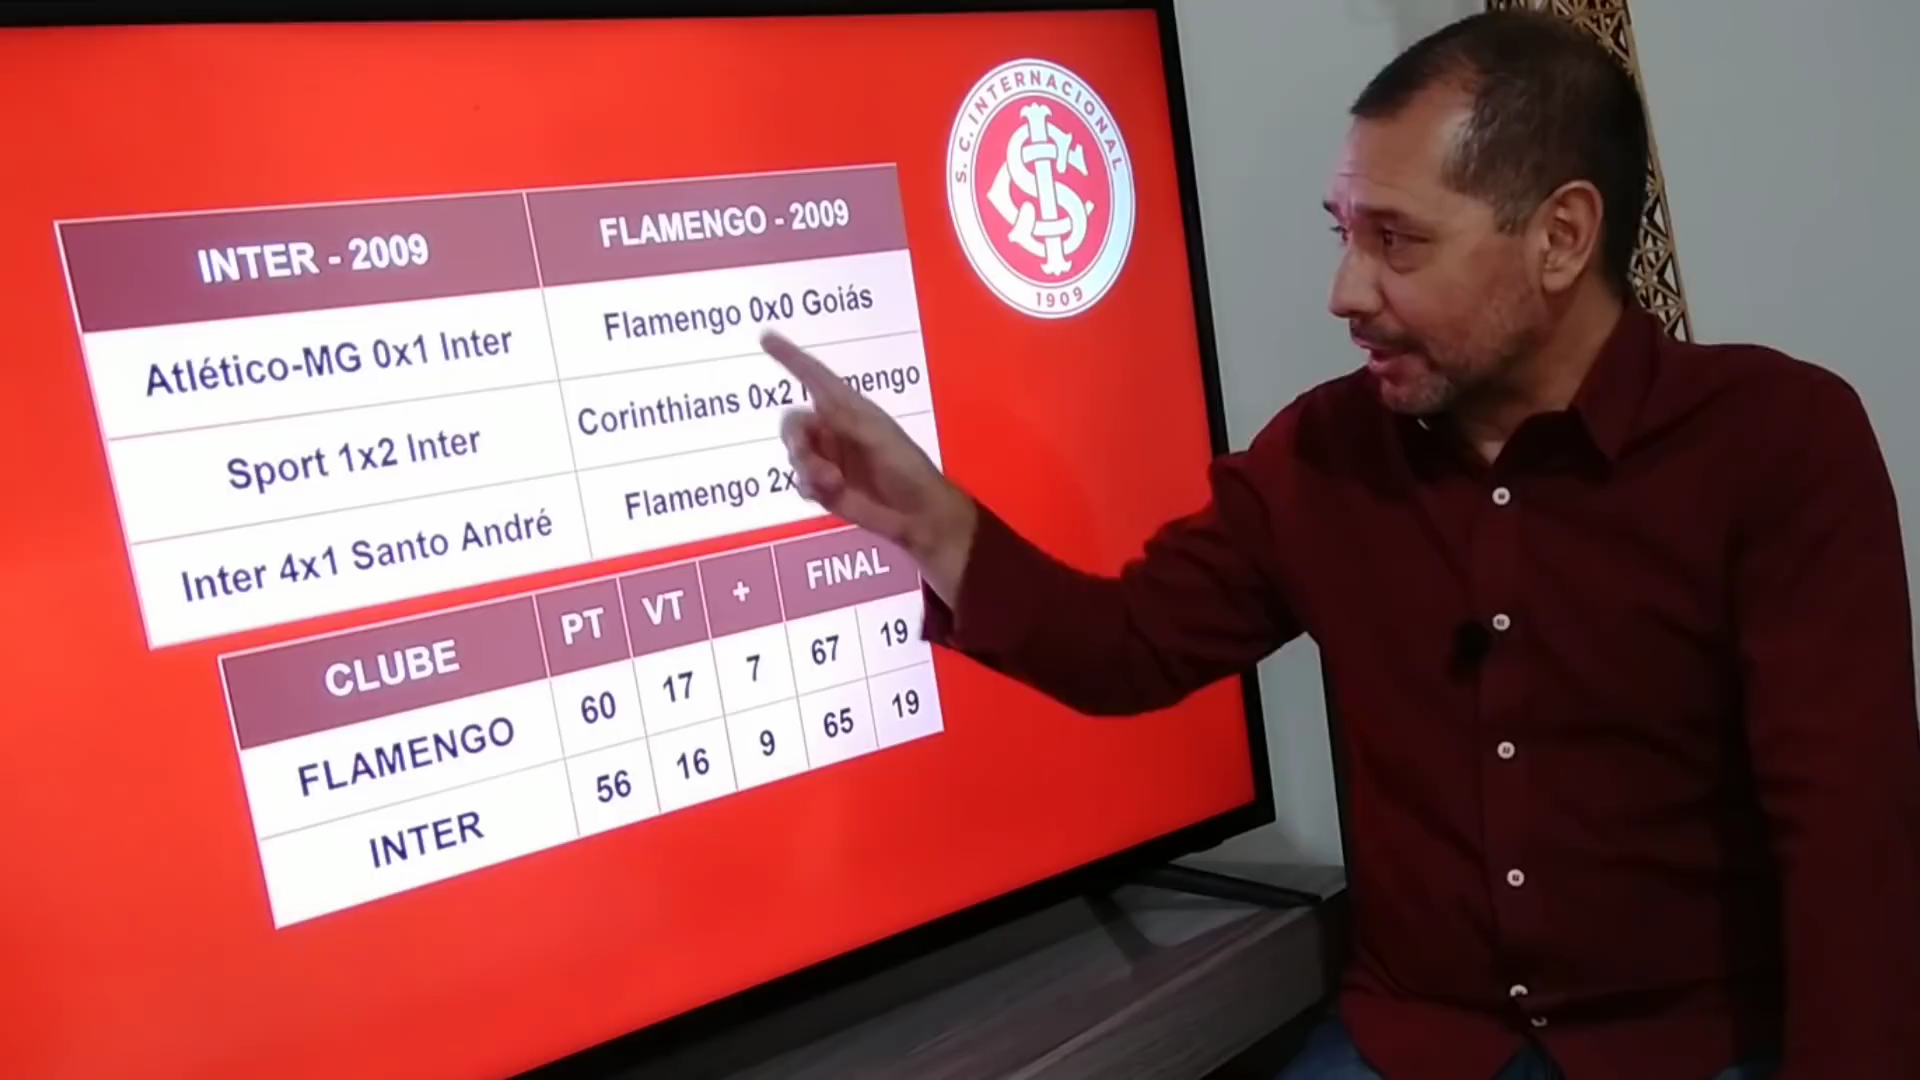 S. C. INTERNACIONAL
1909
INTER - 2009
FLAMENGO - 2009
Atlético-MG 0x1 Inter
Flamengo 0x0 Goiás
Sport 1x2 Inter
Corinthians 0x2
Inter 4x1 Santo André
Flamengo 2x
CLUBE PT VT + FINAL
FLAMENGO 60 17 7 67 19
INTER 56 16 9 65 19